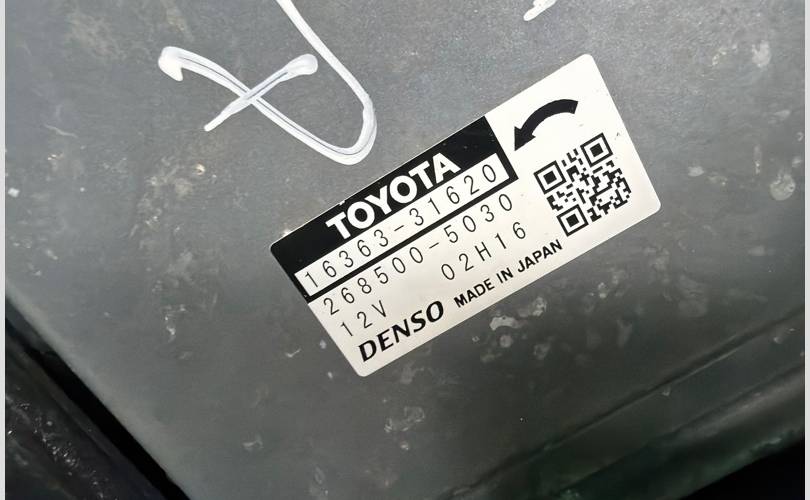 TOYOTA
16363-31620
268500-5030
12V 02H16
DENSO MADE IN JAPAN